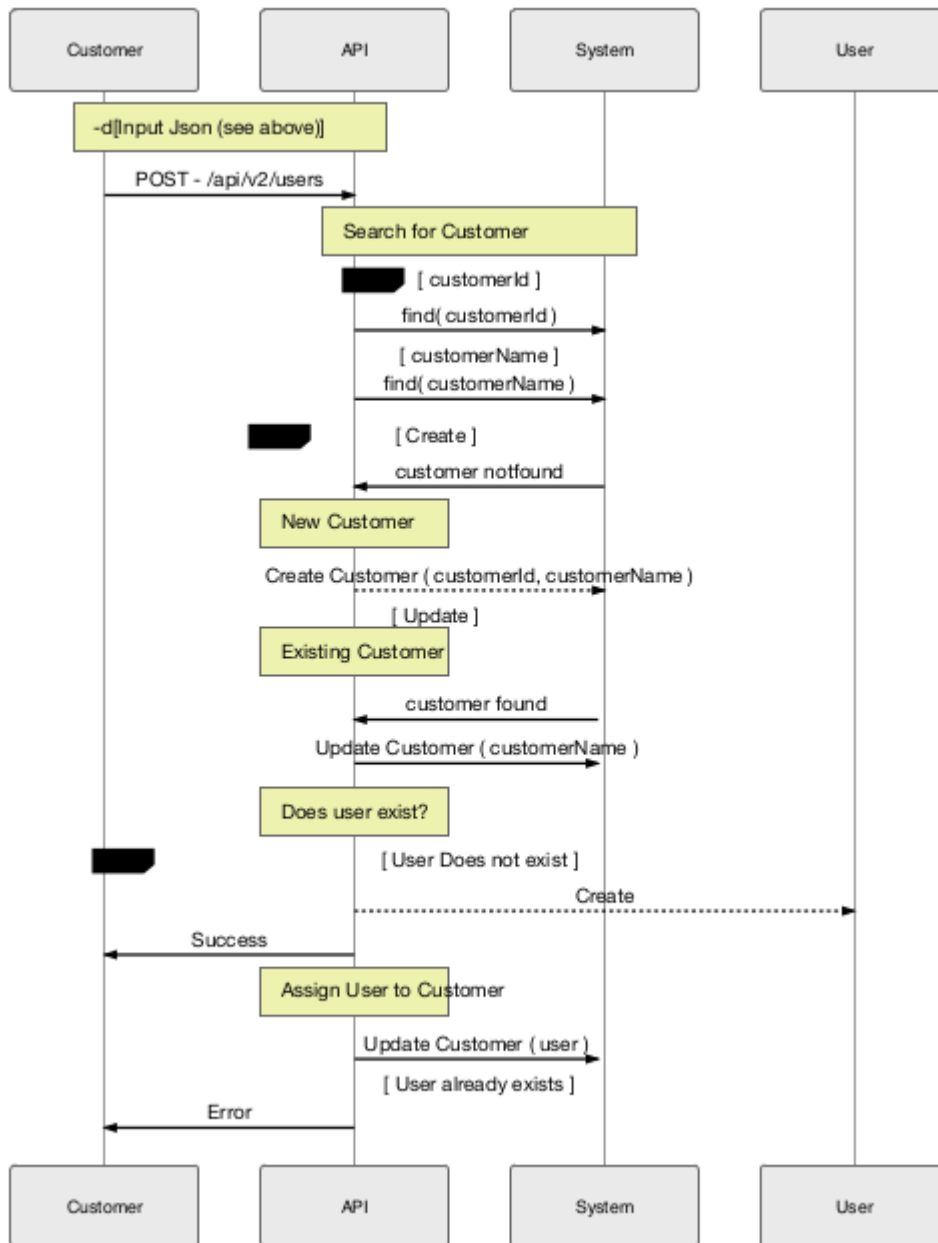 Customer
API
System
User
-d[Input Json (see above)]
POST - /api/v2/users
Search for Customer
[ customerId ]
find( customerId )
[ customerName ]
find( customerName )
[ Create ]
customer notfound
New Customer
Create Customer ( customerId, customerName )
[ Update ]
Existing Customer
customer found
Update Customer ( customerName )
Does user exist?
[ User Does not exist ]
Create
Success
Assign User to Customer
Update Customer ( user )
[ User already exists ]
Error
Customer
API
System
User